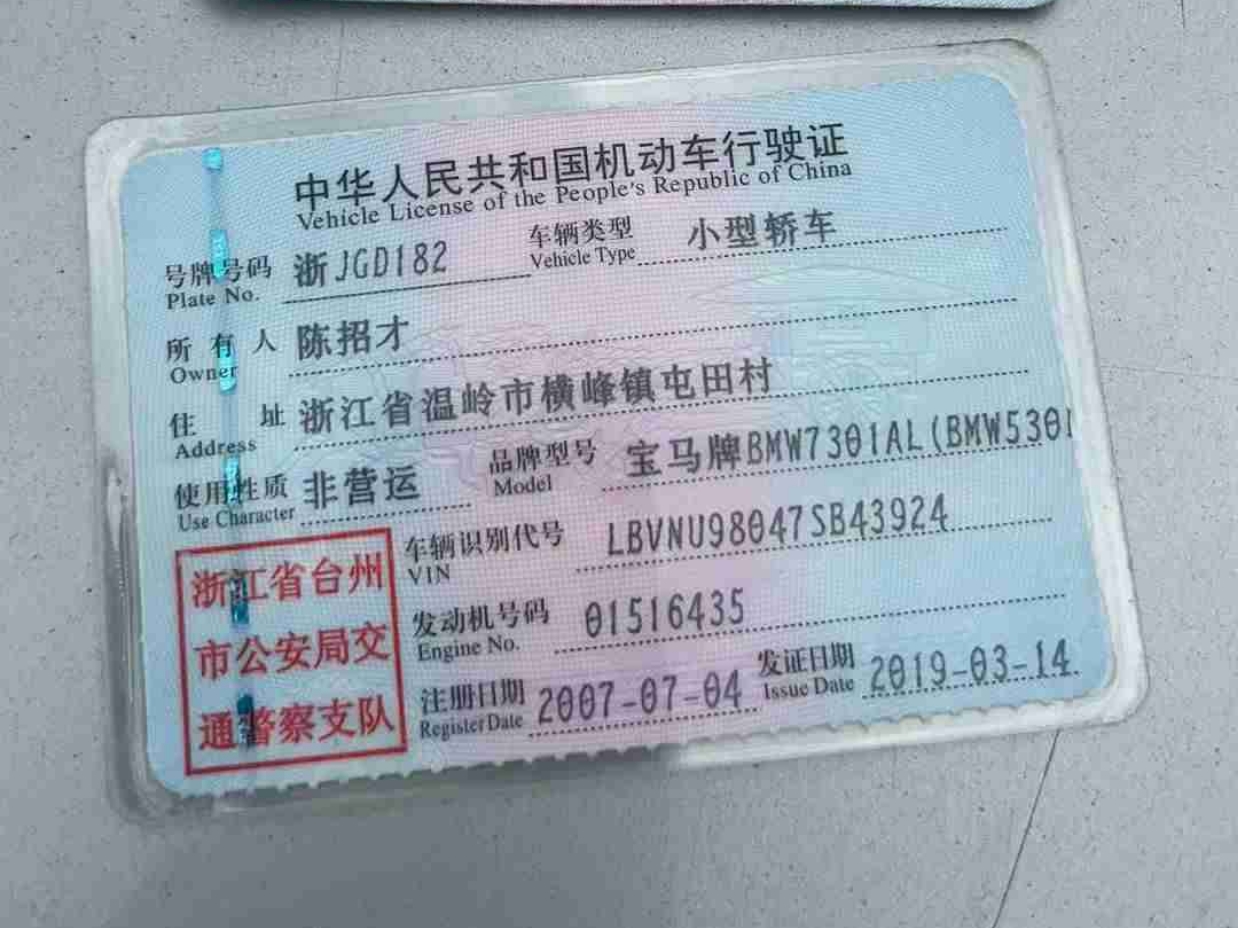 中华人民共和国机动车行驶证
Vehicle License of the People's Republic of China
号牌号码 浙JGD182 车辆类型 小型轿车
Plate No. Vehicle Type
所有人 陈招才
Owner
住址 浙江省温岭市横峰镇屯田村
Address
使用性质 非营运 品牌型号 宝马牌BMW7301AL(BMW530I
Use Character Model
车辆识别代号 LBVNU98047SB43924
VIN
发动机号码 01516435
Engine No.
注册日期 2007-07-04 发证日期 2019-03-14
Register Date Issue Date
浙江省台州
市公安局交
通警察支队